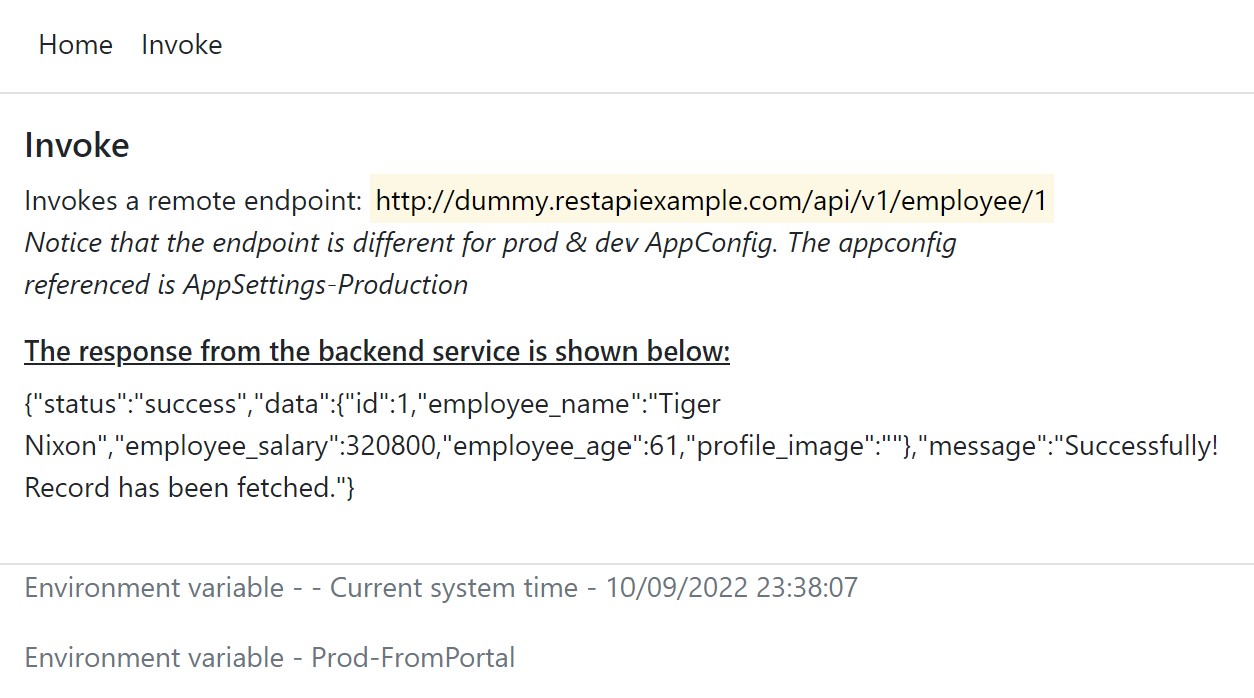 Home Invoke
Invoke
Invokes a remote endpoint: http://dummy.restapiexample.com/api/v1/employee/1
Notice that the endpoint is different for prod & dev AppConfig. The appconfig
referenced is AppSettings-Production
The response from the backend service is shown below:
{"status":"success","data":{"id":1,"employee_name":"Tiger
Nixon","employee_salary":320800,"employee_age":61,"profile_image":""},"message":"Successfully!
Record has been fetched."}
Environment variable - - Current system time - 10/09/2022 23:38:07
Environment variable - Prod-FromPortal